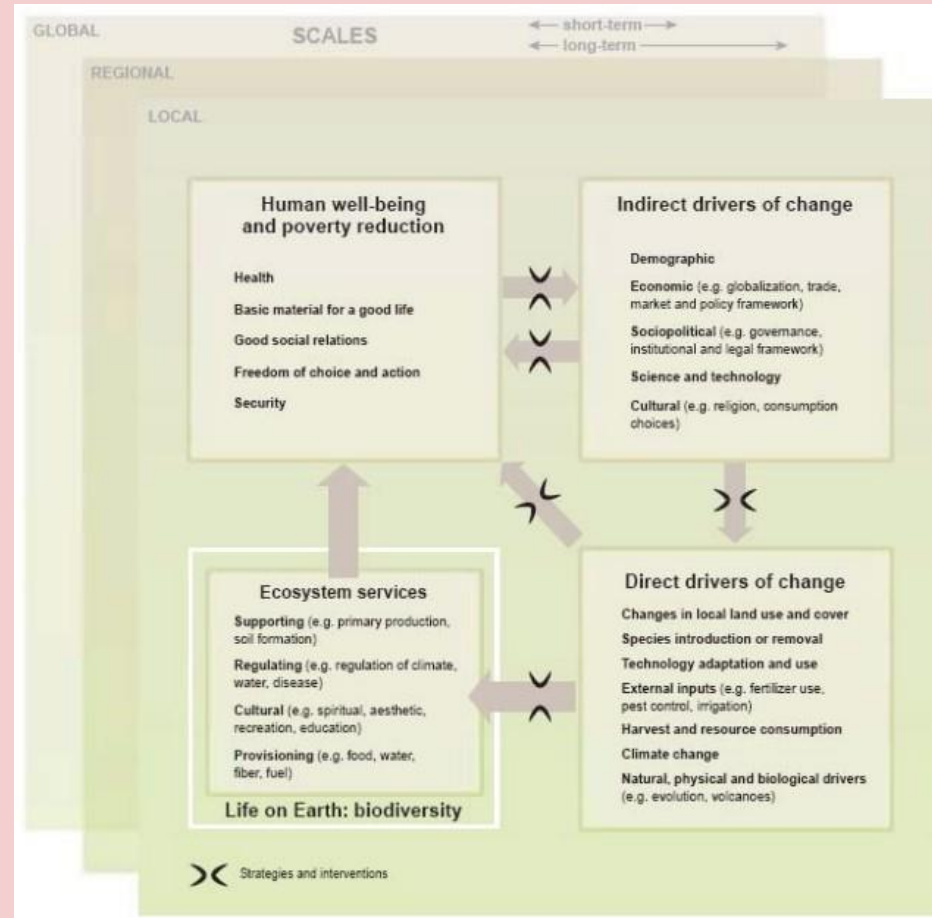 GLOBAL
SCALES
short-term
long-term
REGIONAL
LOCAL
Human well-being
and poverty reduction
Health
Basic material for a good life
Good social relations
Freedom of choice and action
Security
Indirect drivers of change
Demographic
Economic (e.g. globalization, trade,
market and policy framework)
Sociopolitical (e.g. governance,
institutional and legal framework)
Science and technology
Cultural (e.g. religion, consumption
choices)
Ecosystem services
Supporting (e.g. primary production,
soil formation)
Regulating (e.g. regulation of climate,
water, disease)
Cultural (e.g. spiritual, aesthetic,
recreation, education)
Provisioning (e.g. food, water,
fiber, fuel)
Life on Earth: biodiversity
Direct drivers of change
Changes in local land use and cover
Species introduction or removal
Technology adaptation and use
External inputs (e.g. fertilizer use,
pest control, irrigation)
Harvest and resource consumption
Climate change
Natural, physical and biological drivers
(e.g. evolution, volcanoes)
Strategies and interventions